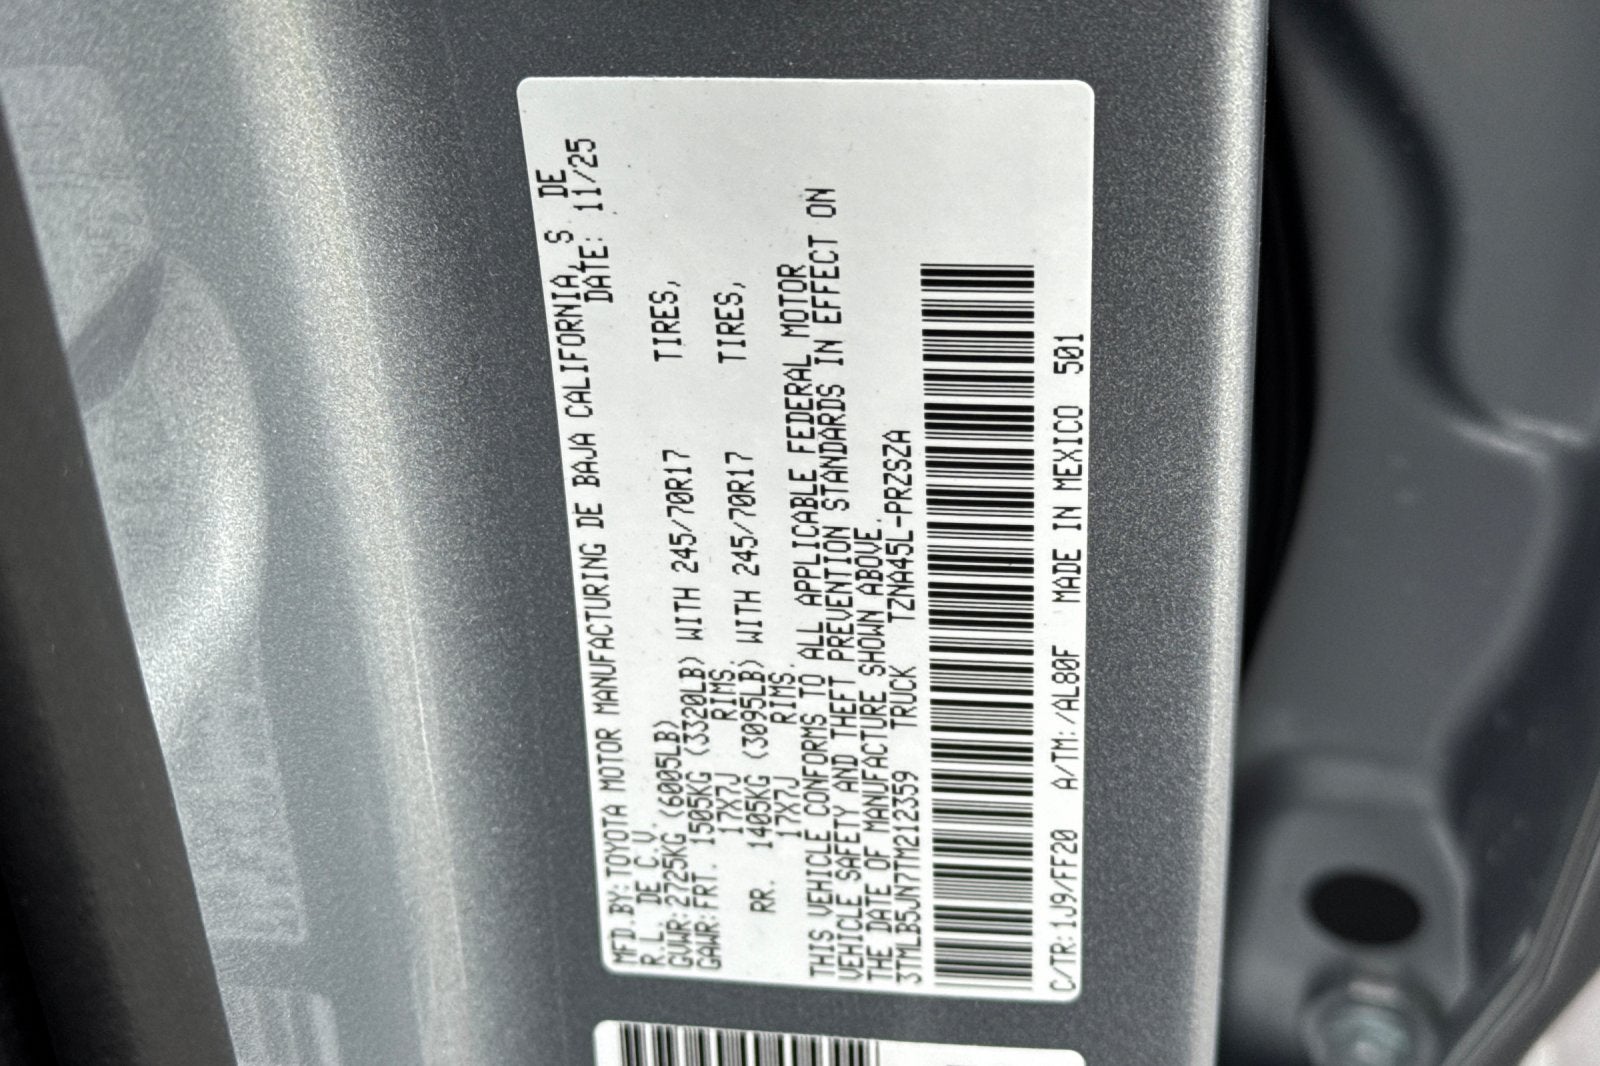 MFD.BY:TOYOTA MOTOR MANUFACTURING DE BAJA CALIFORNIA, S DE
R.L. DE C.V. DATE: 11/25
GVWR:2725KG (6005LB)
GAWR:FRT. 1505KG (3320LB) WITH 245/70R17 TIRES,
17X7J RIMS.
RR. 1405KG (3095LB) WITH 245/70R17 TIRES,
17X7J RIMS.
THIS VEHICLE CONFORMS TO ALL APPLICABLE FEDERAL MOTOR
VEHICLE SAFETY AND THEFT PREVENTION STANDARDS IN EFFECT ON
THE DATE OF MANUFACTURE SHOWN ABOVE.
3TMLB5JN7TM212359 TRUCK TZNA45L-PRZSZA
C/TR:1J9/FF20 A/TM:/AL80F MADE IN MEXICO 501